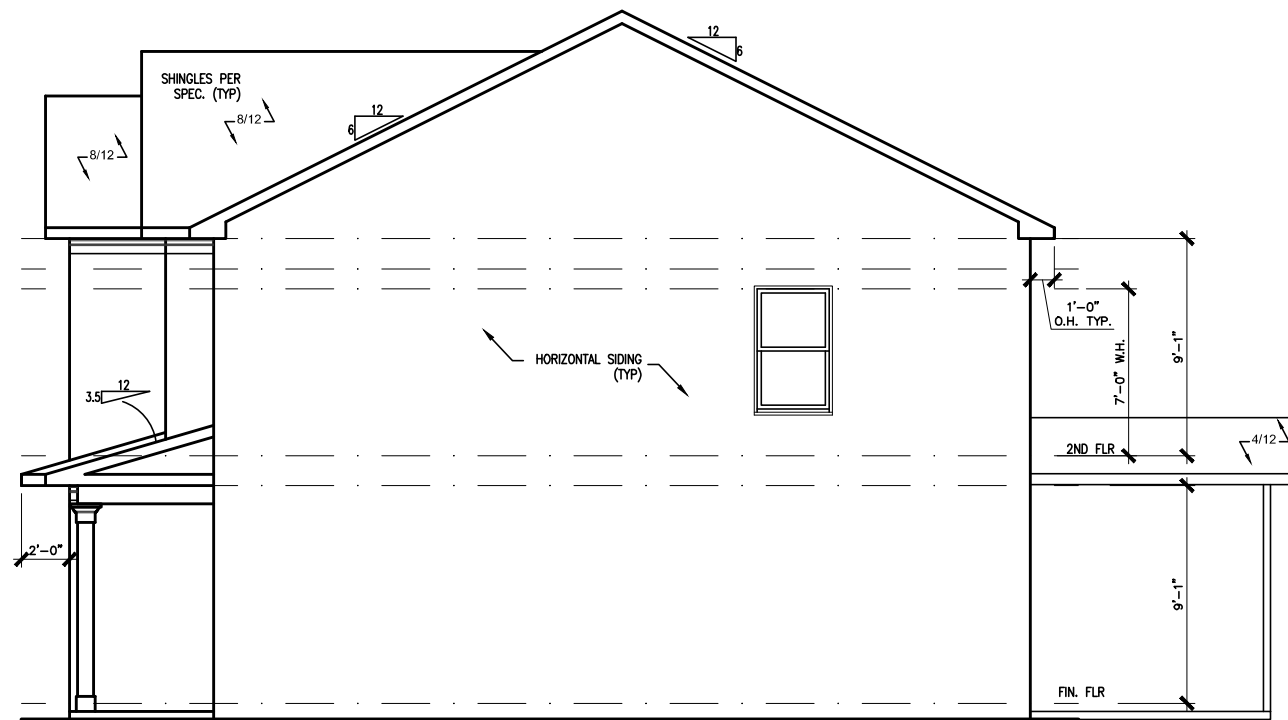 12
6
SHINGLES PER
SPEC. (TYP)
8/12
8/12
12
6
1'-0"
O.H. TYP.
7'-0" W.H.
9'-1"
HORIZONTAL SIDING
(TYP)
12
3.5
2ND FLR
4/12
2'-0"
9'-1"
FIN. FLR